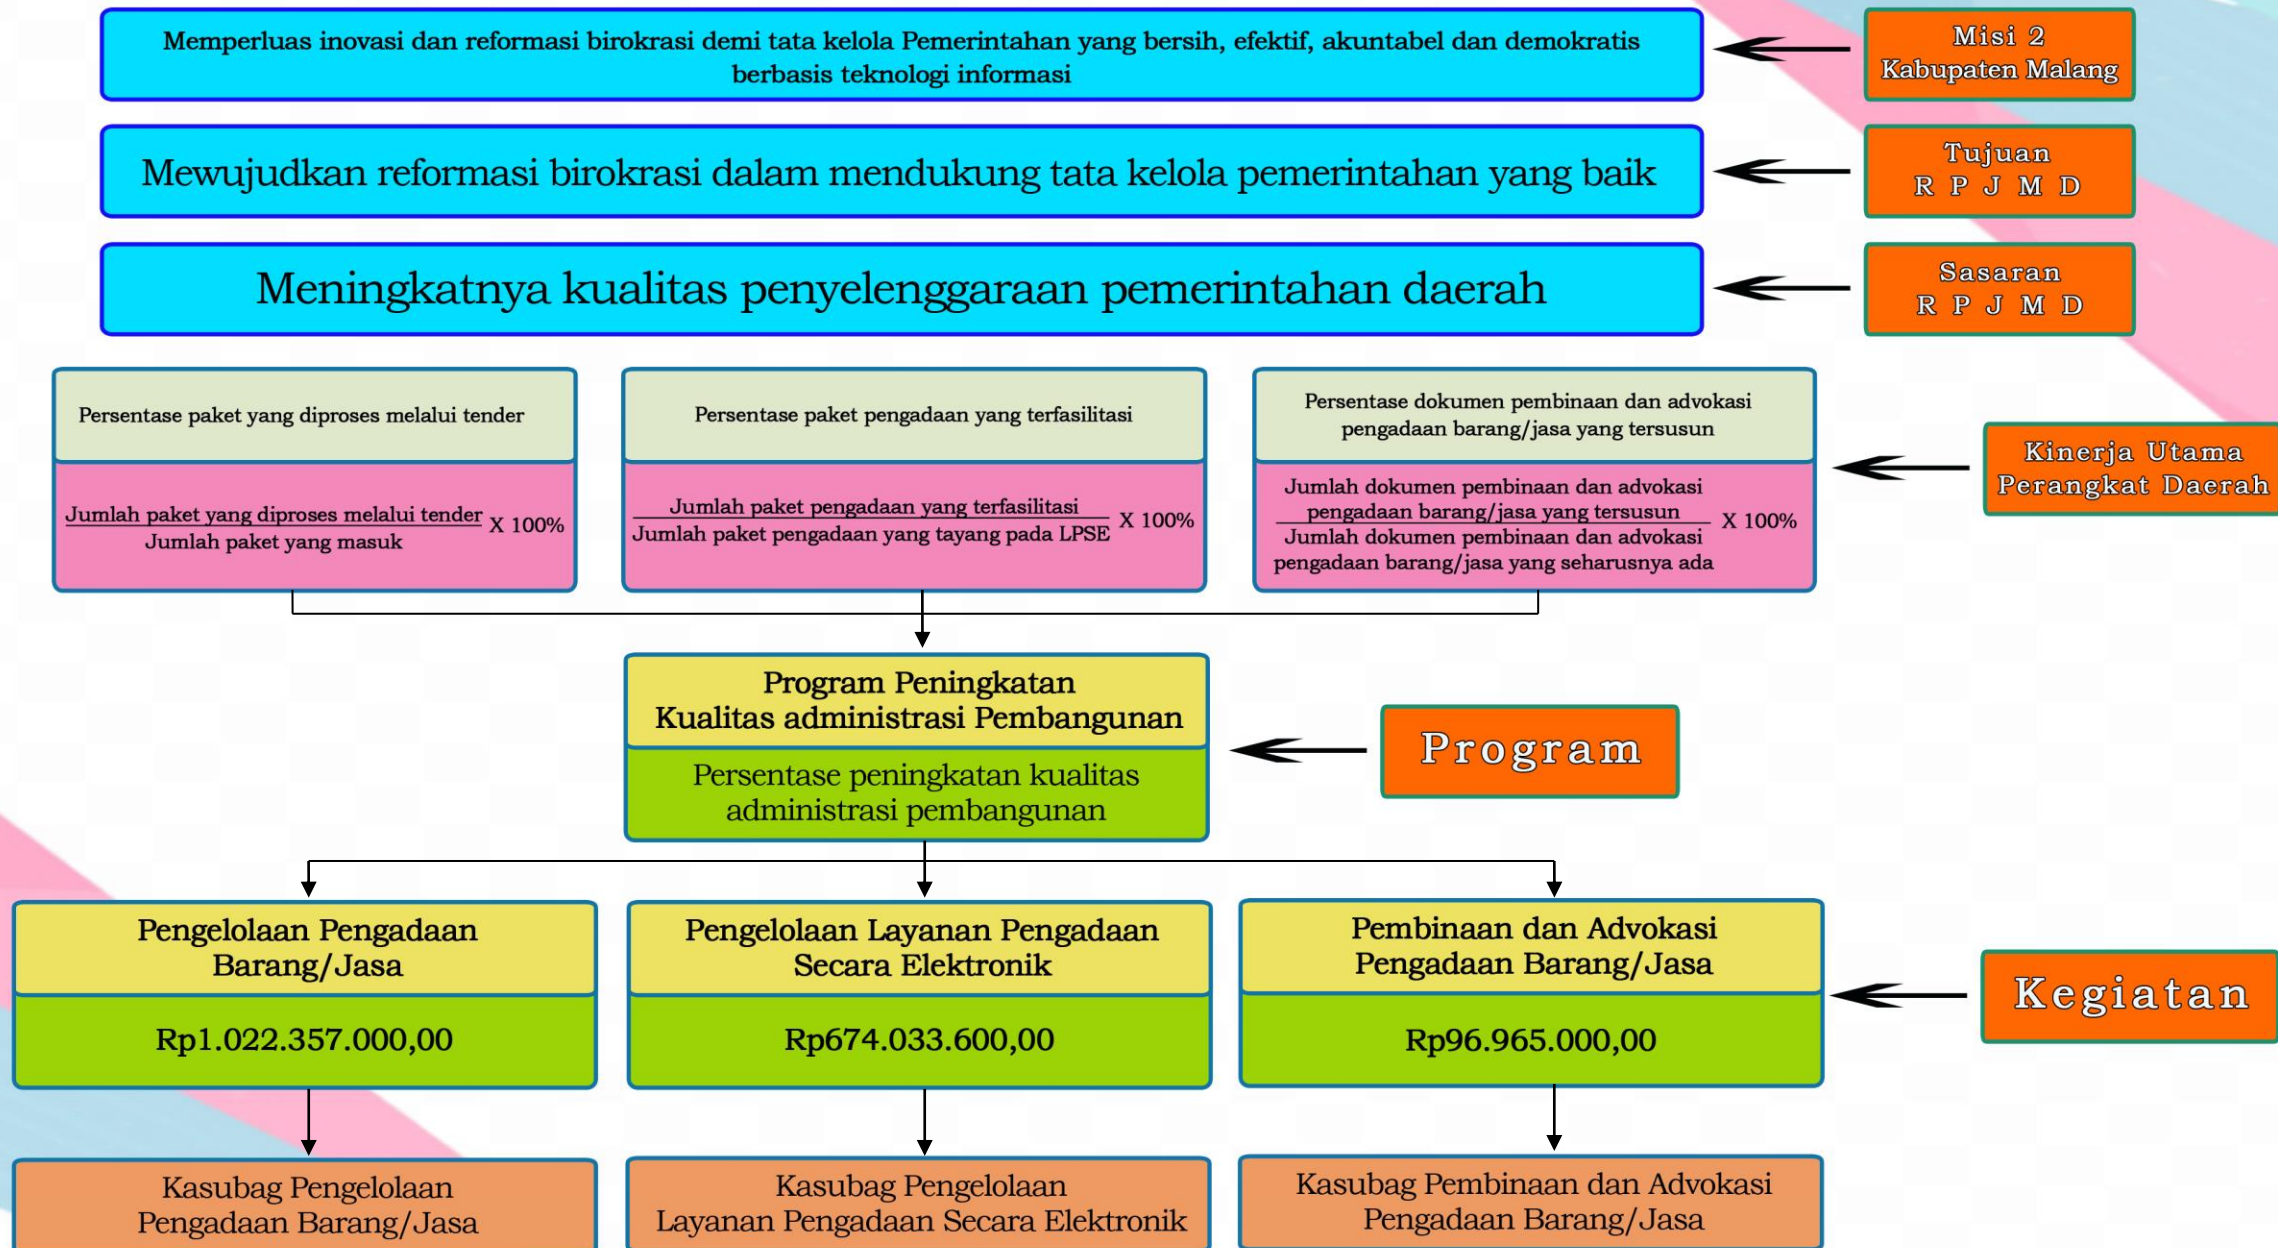 Memperluas inovasi dan reformasi birokrasi demi tata kelola Pemerintahan yang bersih, efektif, akuntabel dan demokratis
berbasis teknologi informasi
Misi 2
Kabupaten Malang
Mewujudkan reformasi birokrasi dalam mendukung tata kelola pemerintahan yang baik
Tujuan
R P J M D
Meningkatnya kualitas penyelenggaraan pemerintahan daerah
Sasaran
R P J M D
Persentase paket yang diproses melalui tender
Jumlah paket yang diproses melalui tender X 100%
Jumlah paket yang masuk
Persentase paket pengadaan yang terfasilitasi
Jumlah paket pengadaan yang terfasilitasi X 100%
Jumlah paket pengadaan yang tayang pada LPSE
Persentase dokumen pembinaan dan advokasi
pengadaan barang/jasa yang tersusun
Jumlah dokumen pembinaan dan advokasi
pengadaan barang/jasa yang tersusun X 100%
Jumlah dokumen pembinaan dan advokasi
pengadaan barang/jasa yang seharusnya ada
Kinerja Utama
Perangkat Daerah
Program Peningkatan
Kualitas administrasi Pembangunan
Persentase peningkatan kualitas
administrasi pembangunan
Program
Pengelolaan Pengadaan
Barang/Jasa
Rp1.022.357.000,00
Pengelolaan Layanan Pengadaan
Secara Elektronik
Rp674.033.600,00
Pembinaan dan Advokasi
Pengadaan Barang/Jasa
Rp96.965.000,00
Kegiatan
Kasubag Pengelolaan
Pengadaan Barang/Jasa
Kasubag Pengelolaan
Layanan Pengadaan Secara Elektronik
Kasubag Pembinaan dan Advokasi
Pengadaan Barang/Jasa